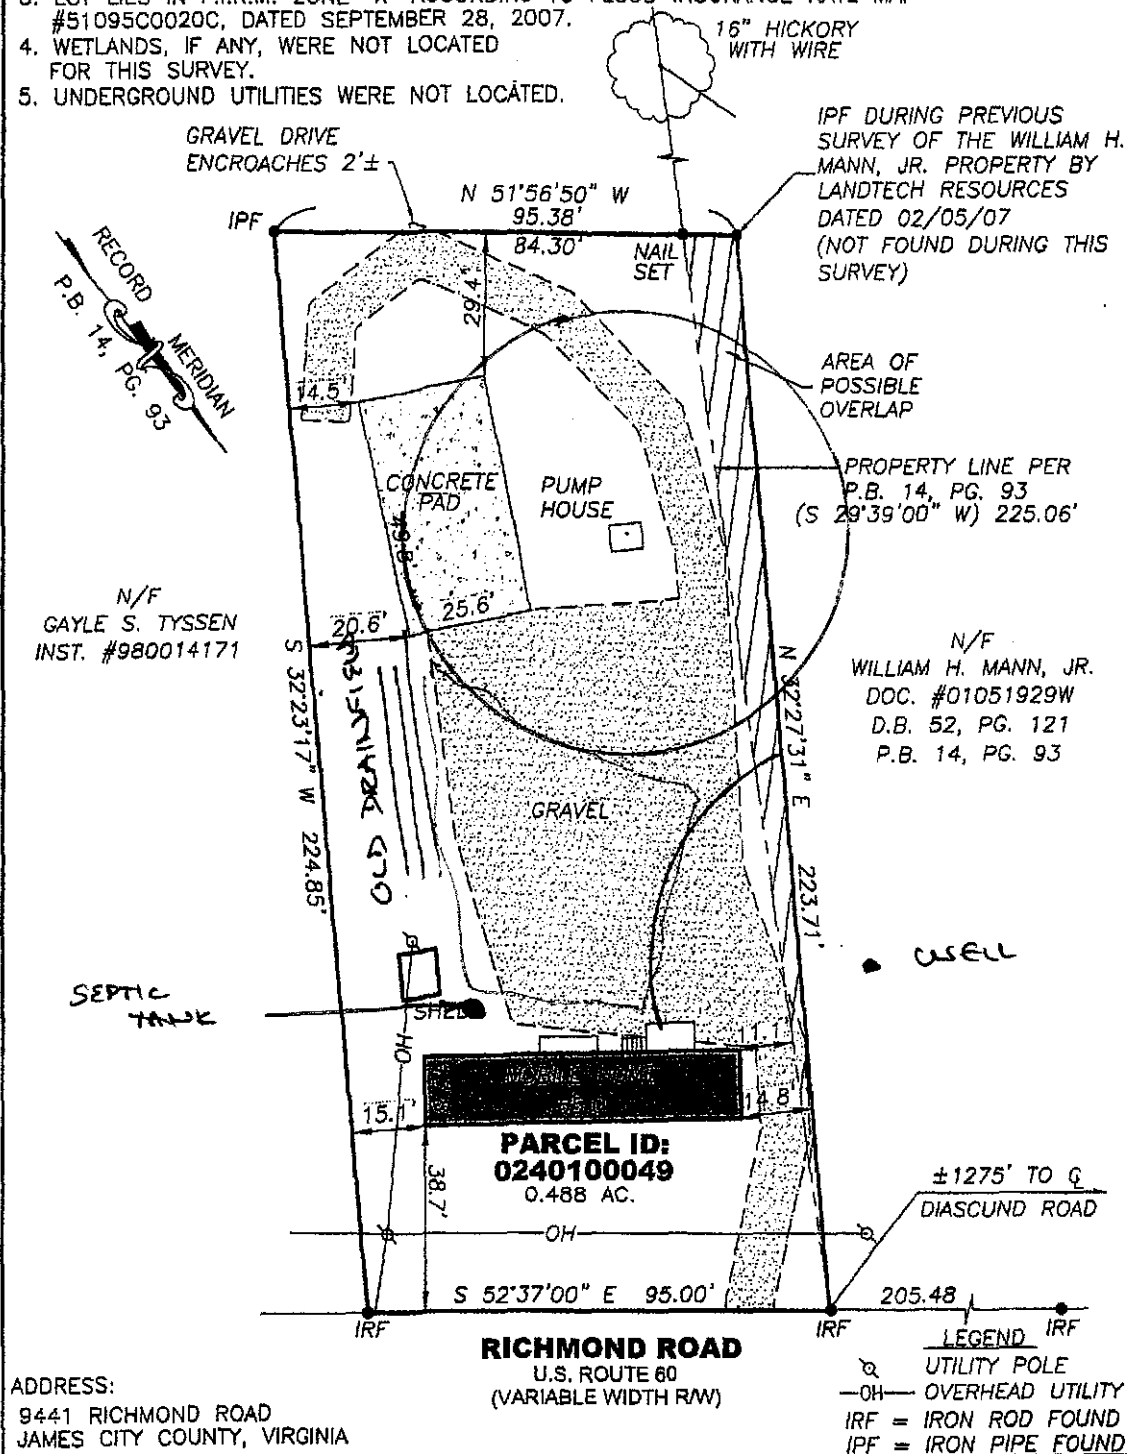 #51095C0020C, DATED SEPTEMBER 28, 2007.
4. WETLANDS, IF ANY, WERE NOT LOCATED
FOR THIS SURVEY.
5. UNDERGROUND UTILITIES WERE NOT LOCATED.
16" HICKORY
WITH WIRE
GRAVEL DRIVE
ENCROACHES 2'±
IPF DURING PREVIOUS
SURVEY OF THE WILLIAM H.
MANN, JR. PROPERTY BY
LANDTECH RESOURCES
DATED 02/05/07
(NOT FOUND DURING THIS
SURVEY)
N 51°56'50" W
95.38'
84.30'
IPF
NAIL
SET
RECORD
MERIDIAN
P.B. 14, PG. 93
29.4'
14.5'
AREA OF
POSSIBLE
OVERLAP
CONCRETE
PAD
PUMP
HOUSE
PROPERTY LINE PER
P.B. 14, PG. 93
(S 29°39'00" W) 225.06'
N/F
GAYLE S. TYSSEN
INST. #980014171
25.6'
20.6'
S 32°23'17" W 224.85'
OLD DRAINFIELD
N/F
WILLIAM H. MANN, JR.
DOC. #01051929W
D.B. 52, PG. 121
P.B. 14, PG. 93
N 32°27'31" E 223.71'
GRAVEL
WELL
SEPTIC
TANK
SHED
OH
11.1'
14.8'
15.1'
38.7'
PARCEL ID:
0240100049
0.488 AC.
±1275' TO ℄
DIASCUND ROAD
OH
S 52°37'00" E 95.00'
205.48
IRF
IRF
IRF
RICHMOND ROAD
U.S. ROUTE 60
(VARIABLE WIDTH R/W)
LEGEND
UTILITY POLE
—OH— OVERHEAD UTILITY
IRF = IRON ROD FOUND
IPF = IRON PIPE FOUND
ADDRESS:
9441 RICHMOND ROAD
JAMES CITY COUNTY, VIRGINIA